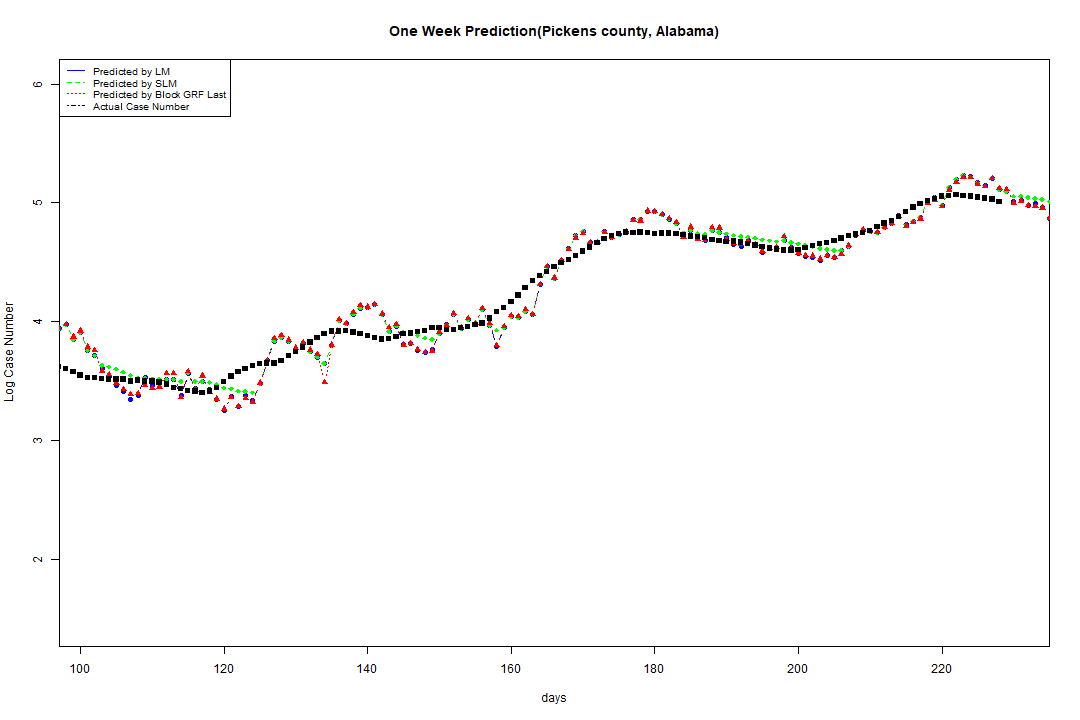 One Week Prediction(Pickens county, Alabama)
Predicted by LM
Predicted by SLM
Predicted by Block GRF Last
Actual Case Number
6
5
4
3
2
Log Case Number
100 120 140 160 180 200 220
days